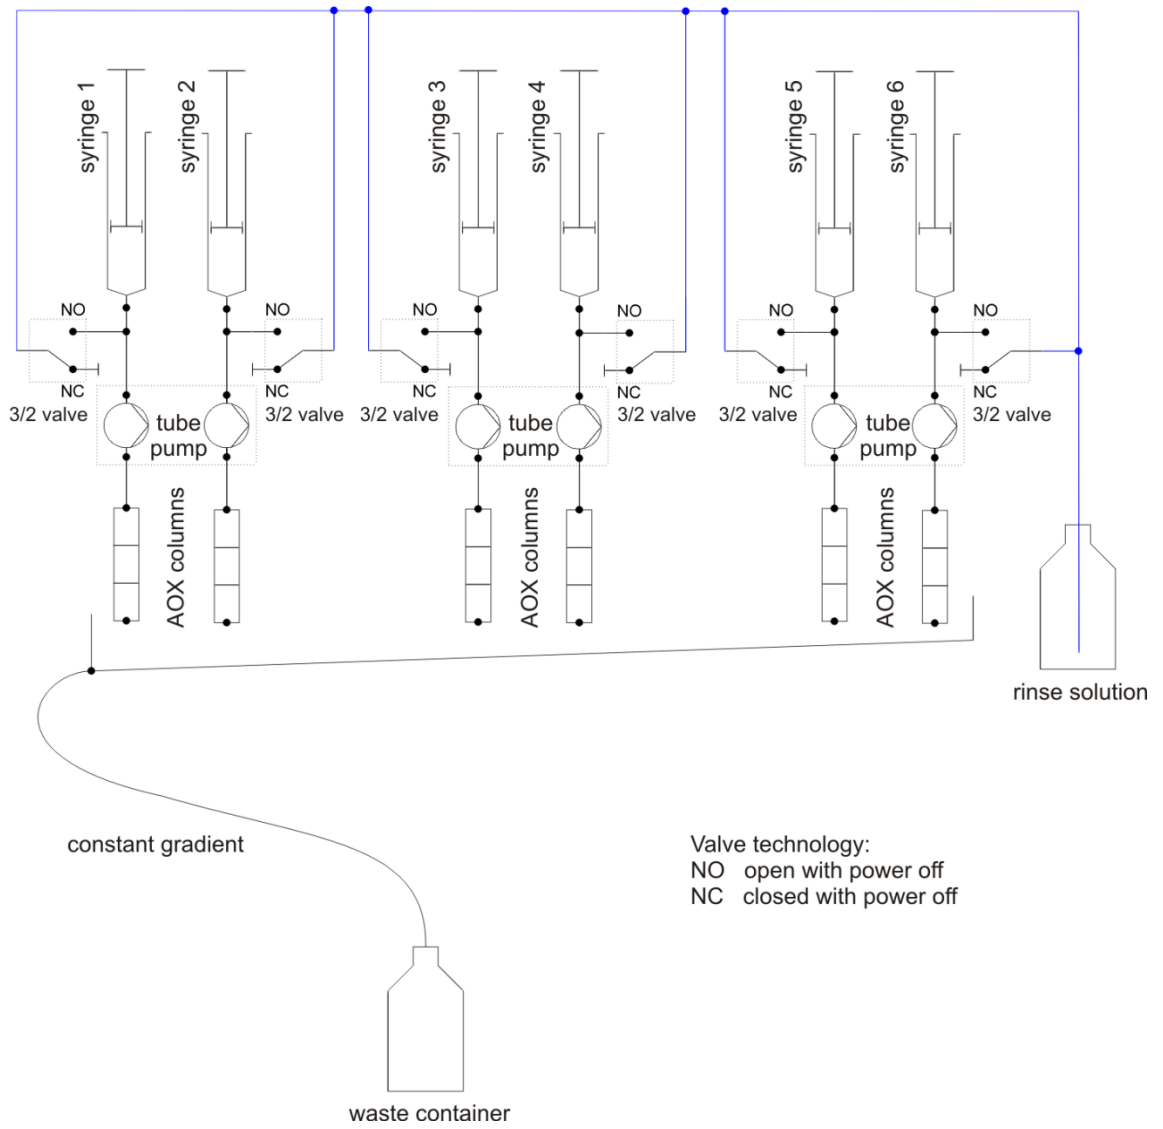 syringe 1
syringe 2
syringe 3
syringe 4
syringe 5
syringe 6
NO
NO
NO
NO
NO
NO
NC
NC
NC
NC
NC
NC
3/2 valve
3/2 valve
3/2 valve
3/2 valve
3/2 valve
3/2 valve
tube
pump
tube
pump
tube
pump
AOX columns
AOX columns
AOX columns
rinse solution
constant gradient
Valve technology:
NO open with power off
NC closed with power off
waste container